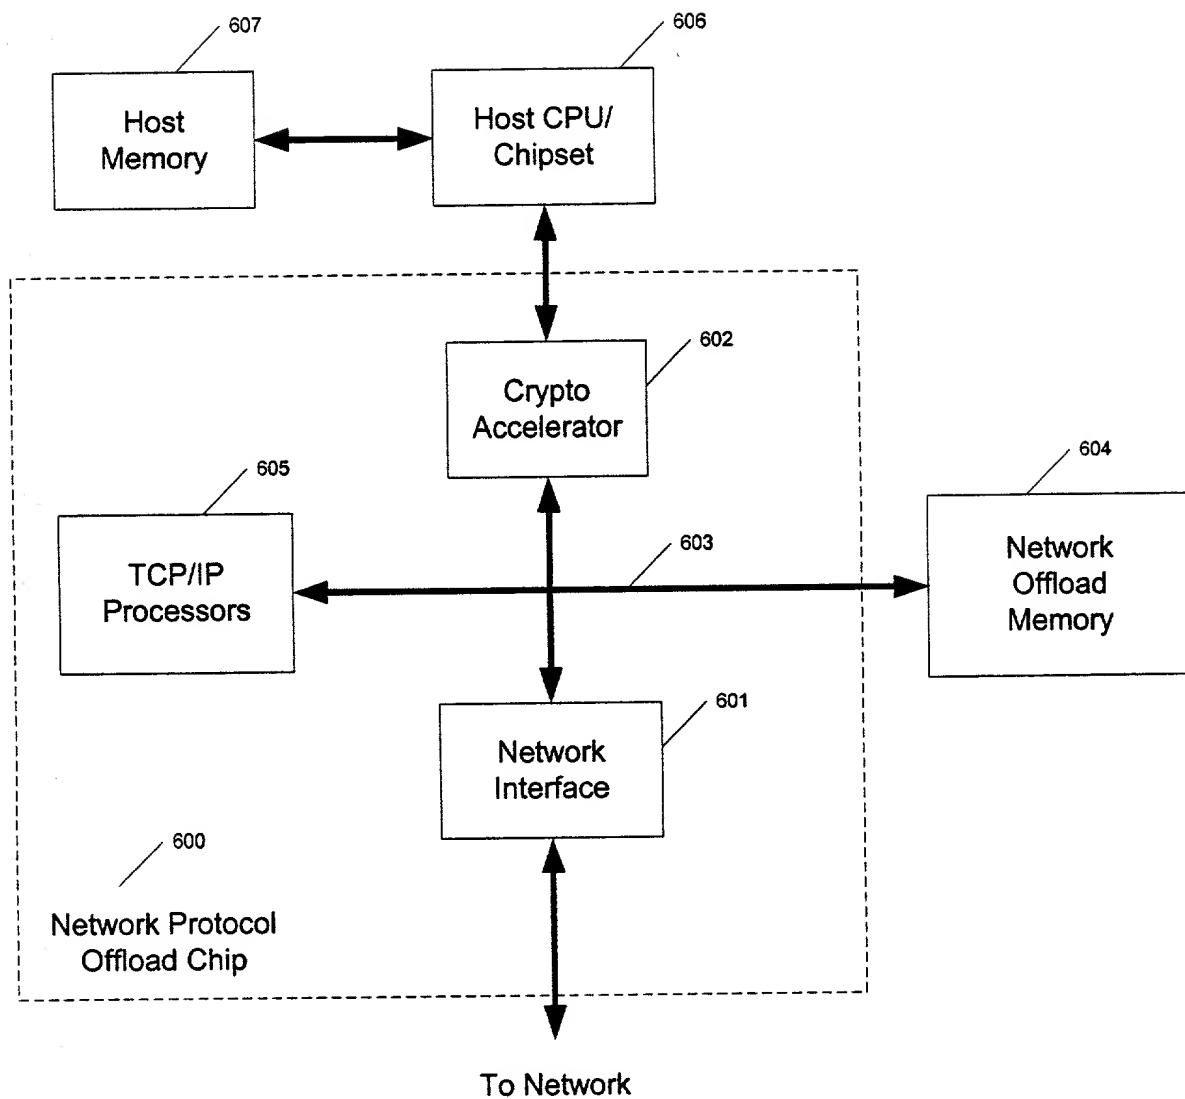 607
606
Host
Memory
Host CPU/
Chipset
602
Crypto
Accelerator
605
604
TCP/IP
Processors
603
Network
Offload
Memory
601
Network
Interface
600
Network Protocol
Offload Chip
To Network